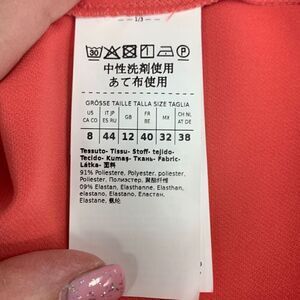 1/3
30 P
中性洗剤使用
あて布使用
GRÖSSE TAILLE TALLA SIZE TAGLIA
US CA CO IT JP ES RU GB FR BE MX CH NL AT DE
8 44 12 40 32 38
Tessuto- Tissu- Stoff- tejido-
Tecido- Kumaş- Ткань- Fabric-
Látka- 面料
91% Poliestere, Polyester, poliester,
Poliester, Полиэстер, 聚酯纤维
09% Elastan, Elasthanne, Elasthan,
elastano, Elastano, Еластан,
Elastane, 氨纶